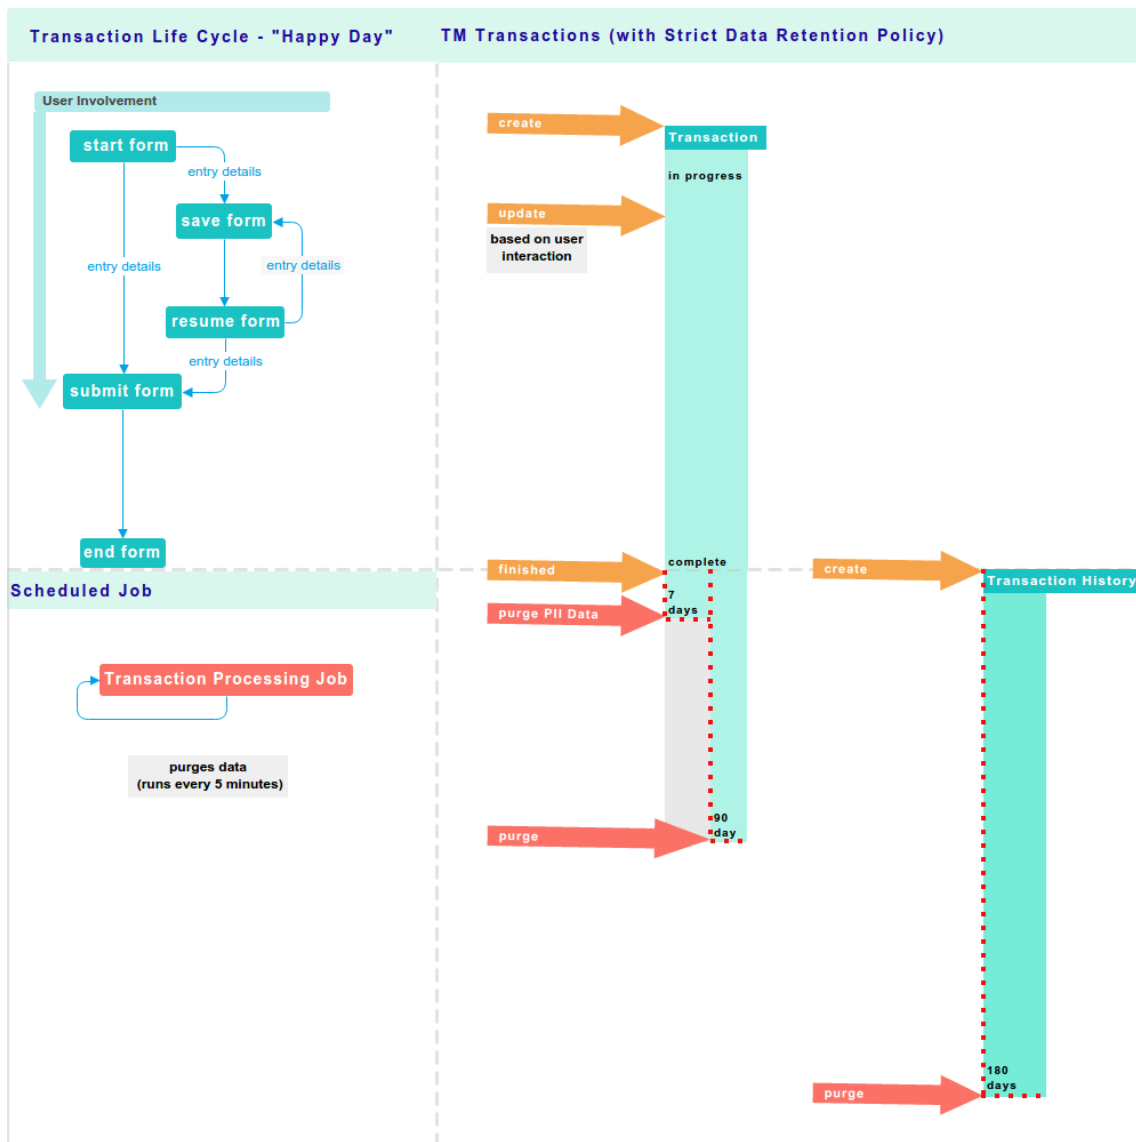 Transaction Life Cycle - "Happy Day"
TM Transactions (with Strict Data Retention Policy)
User Involvement
start form
entry details
save form
entry details
entry details
resume form
entry details
submit form
end form
create
Transaction
in progress
update
based on user
interaction
finished
complete
7
days
purge PII Data
create
Transaction History
Scheduled Job
Transaction Processing Job
purges data
(runs every 5 minutes)
90
day
purge
180
days
purge